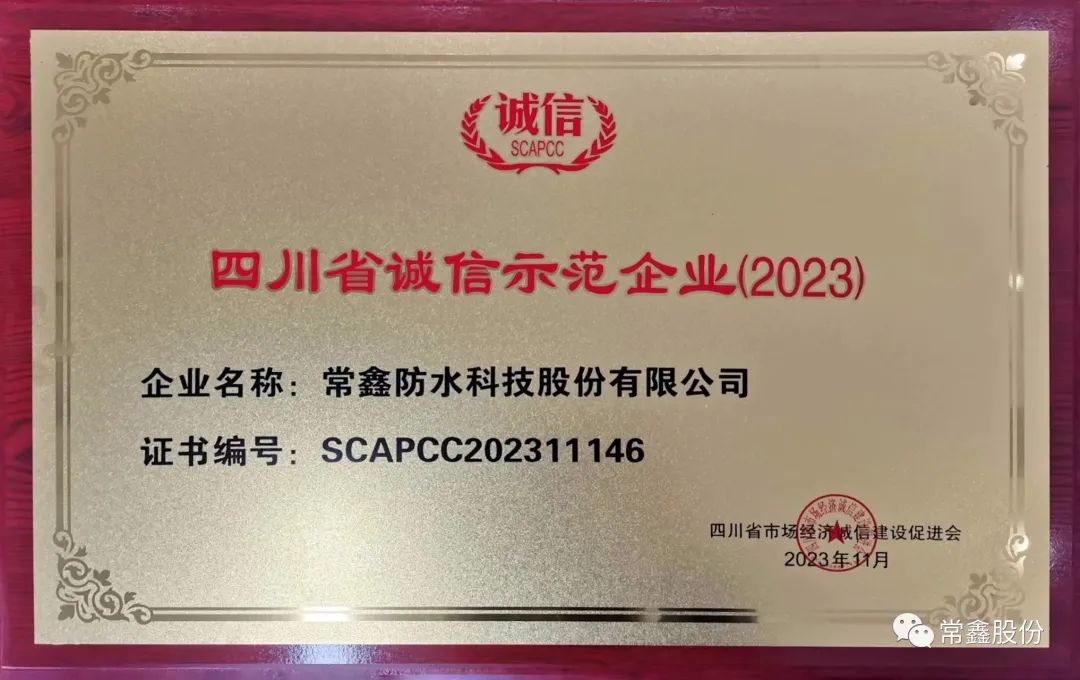 诚信
SCAPCC
四川省诚信示范企业(2023)
企业名称：常鑫防水科技股份有限公司
证书编号：SCAPCC202311146
四川省市场经济诚信建设促进会
2023年11月
常鑫股份